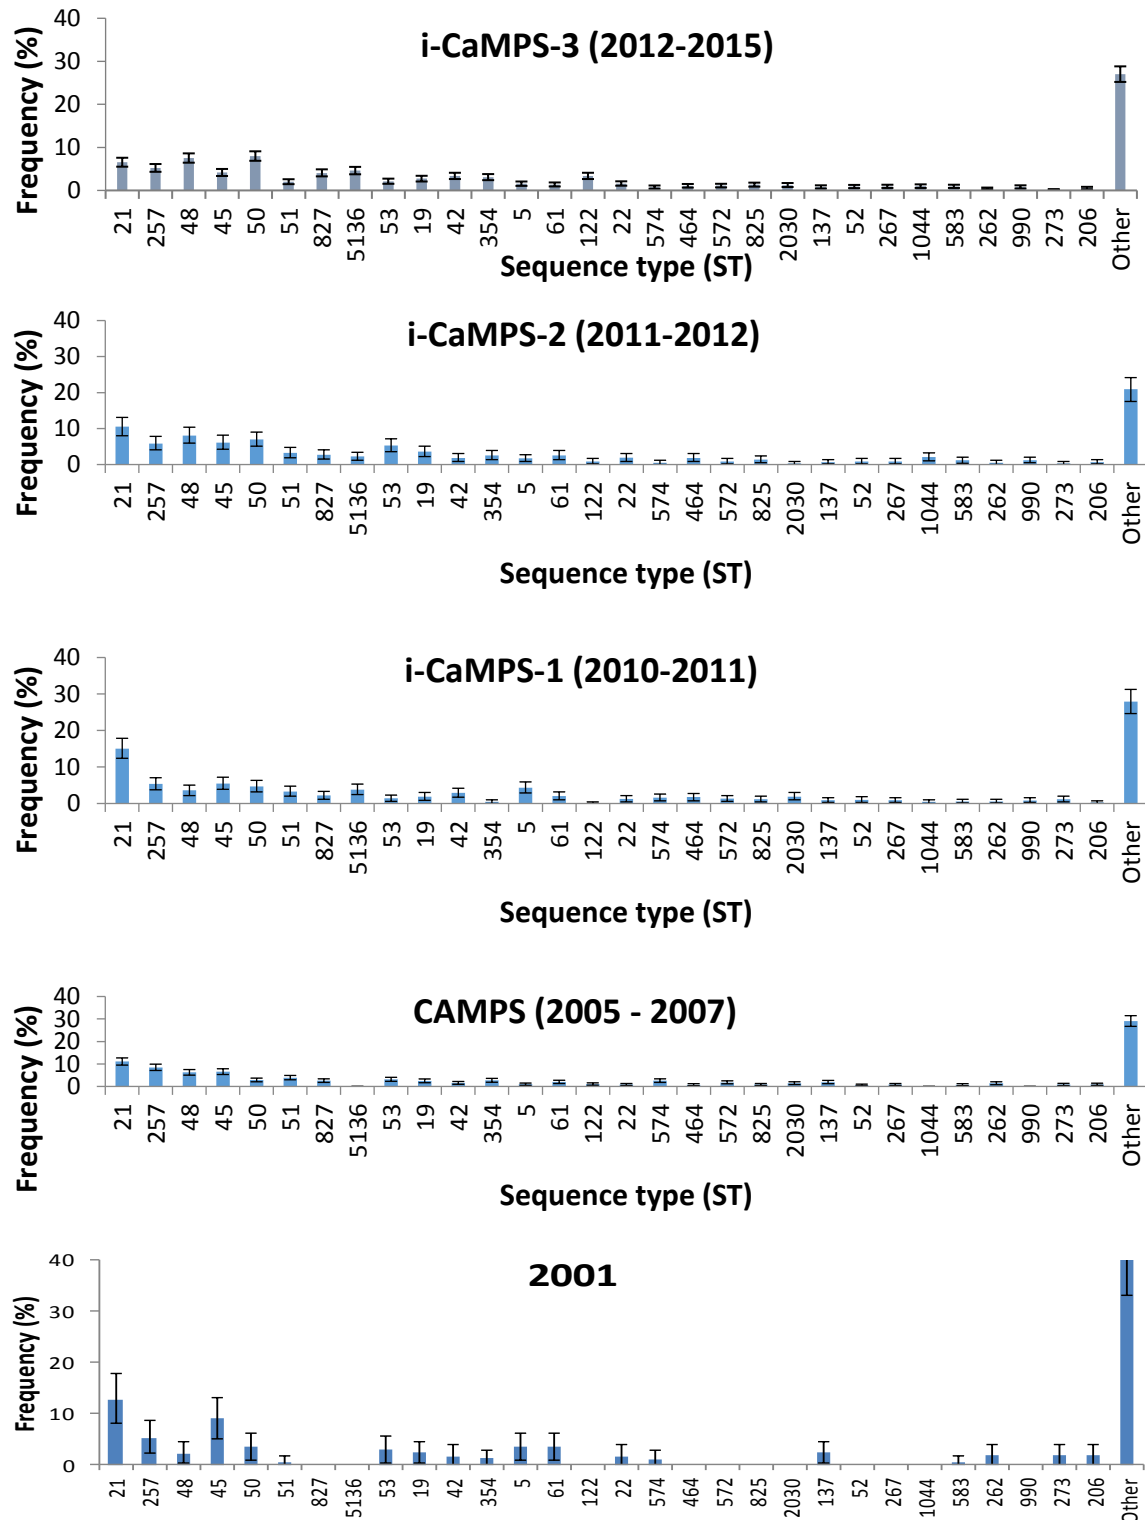 i-CaMPS-3 (2012-2015)
Frequency (%)
40
30
20
10
0
21 257 48 45 50 51 827 5136 53 19 42 354 5 61 122 22 574 464 572 825 2030 137 52 267 1044 583 262 990 273 206 Other
Sequence type (ST)
i-CaMPS-2 (2011-2012)
Frequency (%)
40
30
20
10
0
21 257 48 45 50 51 827 5136 53 19 42 354 5 61 122 22 574 464 572 825 2030 137 52 267 1044 583 262 990 273 206 Other
Sequence type (ST)
i-CaMPS-1 (2010-2011)
Frequency (%)
40
30
20
10
0
21 257 48 45 50 51 827 5136 53 19 42 354 5 61 122 22 574 464 572 825 2030 137 52 267 1044 583 262 990 273 206 Other
Sequence type (ST)
CAMPS (2005 - 2007)
Frequency (%)
40
30
20
10
0
21 257 48 45 50 51 827 5136 53 19 42 354 5 61 122 22 574 464 572 825 2030 137 52 267 1044 583 262 990 273 206 Other
Sequence type (ST)
2001
Frequency (%)
40
30
20
10
0
21 257 48 45 50 51 827 5136 53 19 42 354 5 61 122 22 574 464 572 825 2030 137 52 267 1044 583 262 990 273 206 Other